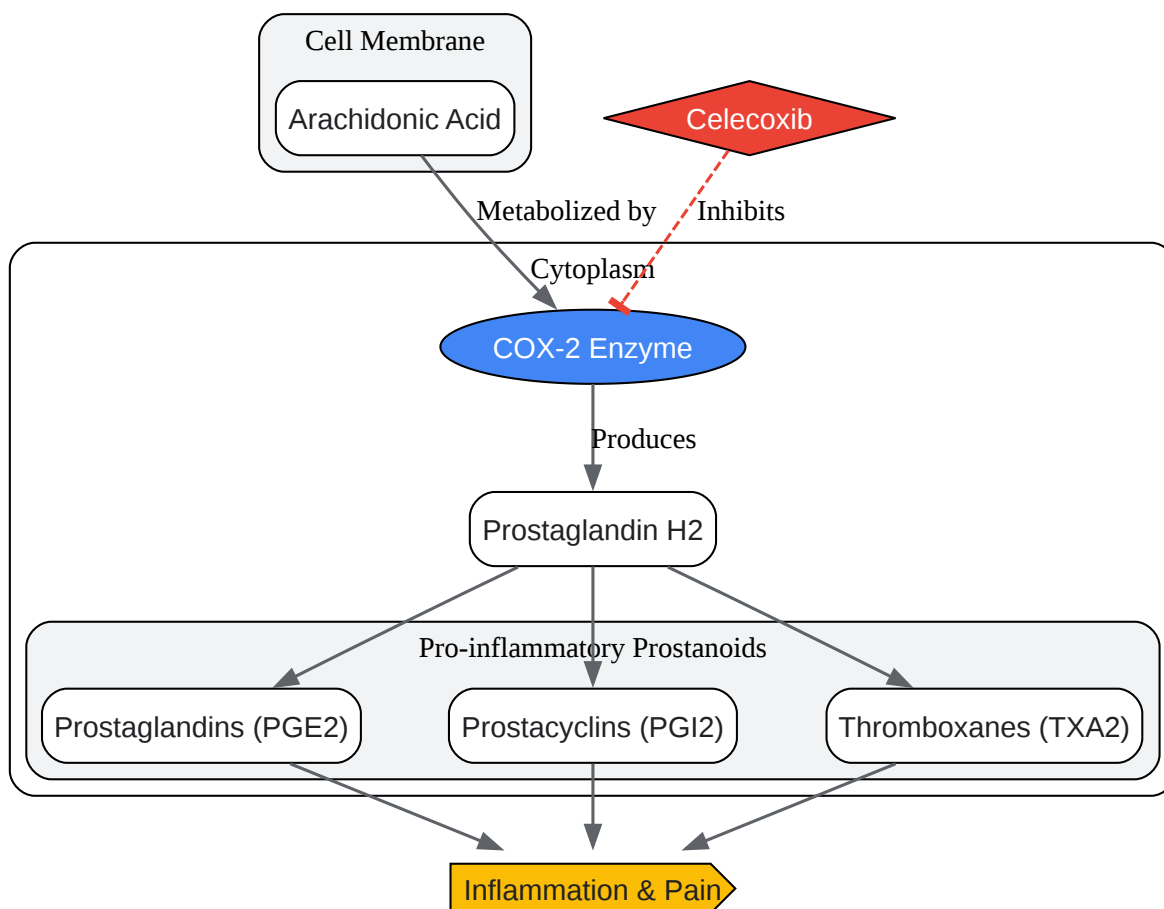 Cell Membrane
Arachidonic Acid
Celecoxib
Metabolized by
Inhibits
Cytoplasm
COX-2 Enzyme
Produces
Prostaglandin H2
Pro-inflammatory Prostanoids
Prostaglandins (PGE2)
Prostacyclins (PGI2)
Thromboxanes (TXA2)
Inflammation & Pain